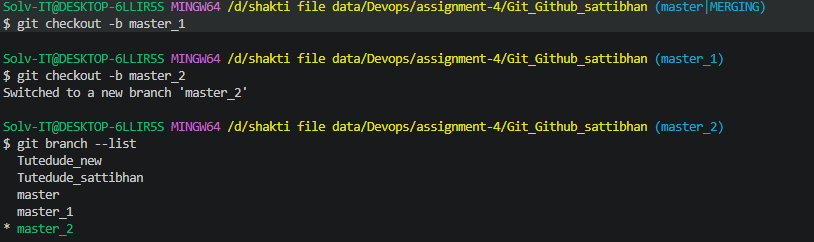 Solv-IT@DESKTOP-6LLIR5S MINGW64 /d/shakti file data/Devops/assignment-4/Git_Github_sattibhan (master|MERGING)
$ git checkout -b master_1
Solv-IT@DESKTOP-6LLIR5S MINGW64 /d/shakti file data/Devops/assignment-4/Git_Github_sattibhan (master_1)
$ git checkout -b master_2
Switched to a new branch 'master_2'
Solv-IT@DESKTOP-6LLIR5S MINGW64 /d/shakti file data/Devops/assignment-4/Git_Github_sattibhan (master_2)
$ git branch --list
Tutedude_new
Tutedude_sattibhan
master
master_1
* master_2